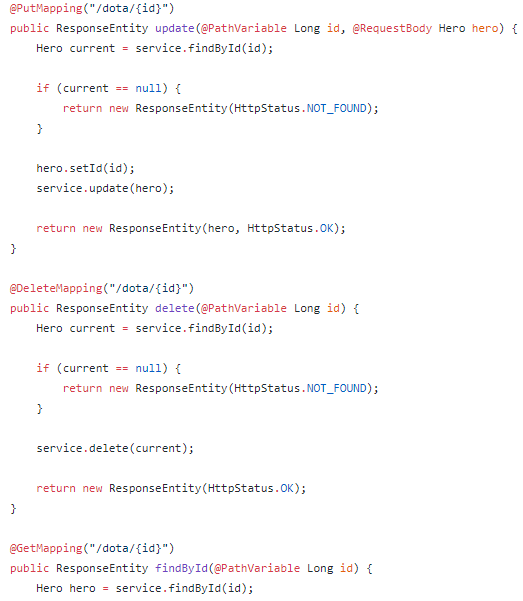 @PutMapping("/dota/{id}")
public ResponseEntity update(@PathVariable Long id, @RequestBody Hero hero) {
    Hero current = service.findById(id);

    if (current == null) {
        return new ResponseEntity(HttpStatus.NOT_FOUND);
    }

    hero.setId(id);
    service.update(hero);

    return new ResponseEntity(hero, HttpStatus.OK);
}

@DeleteMapping("/dota/{id}")
public ResponseEntity delete(@PathVariable Long id) {
    Hero current = service.findById(id);

    if (current == null) {
        return new ResponseEntity(HttpStatus.NOT_FOUND);
    }

    service.delete(current);

    return new ResponseEntity(HttpStatus.OK);
}

@GetMapping("/dota/{id}")
public ResponseEntity findById(@PathVariable Long id) {
    Hero hero = service.findById(id);